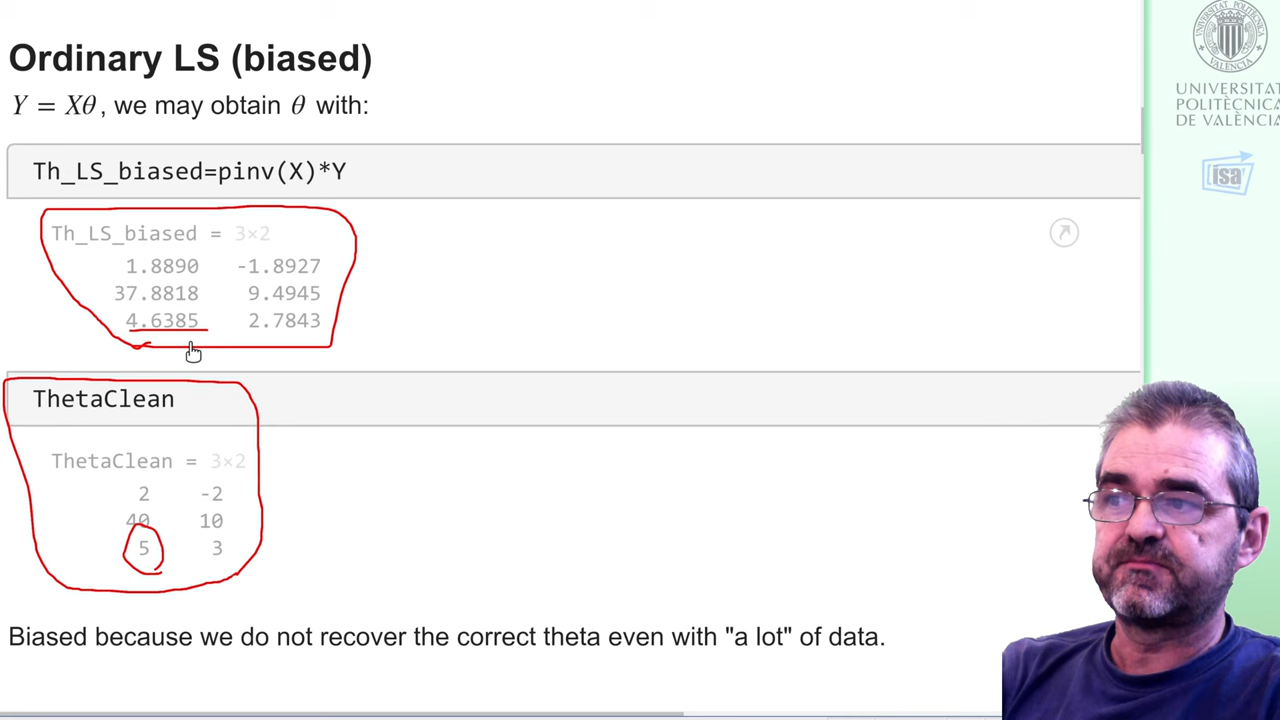 Ordinary LS (biased)
Y = Xθ, we may obtain θ with:
Th_LS_biased=pinv(X)*Y
Th_LS_biased = 3×2
1.8890 -1.8927
37.8818 9.4945
4.6385 2.7843
ThetaClean
ThetaClean = 3×2
2 -2
40 10
5 3
Biased because we do not recover the correct theta even with "a lot" of data.
UNIVERSITAT
POLITÈCNICA
DE VALÈNCIA
isa